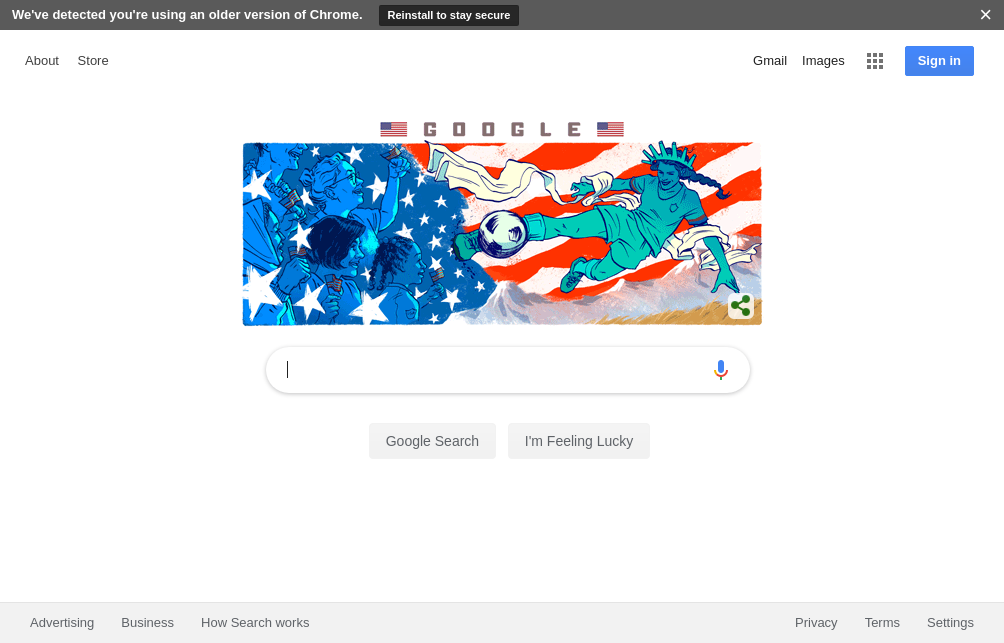 We've detected you're using an older version of Chrome. Reinstall to stay secure ×
About Store Gmail Images Sign in
GOOGLE
Google Search I'm Feeling Lucky
Advertising Business How Search works Privacy Terms Settings